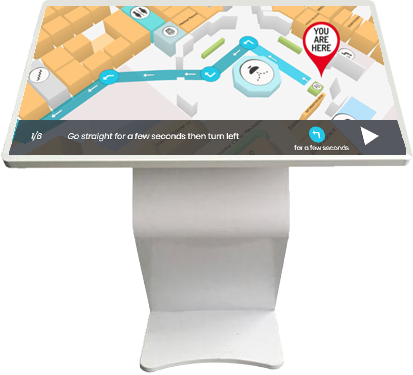 YOU
ARE
HERE
1/8 Go straight for a few seconds then turn left
for a few seconds